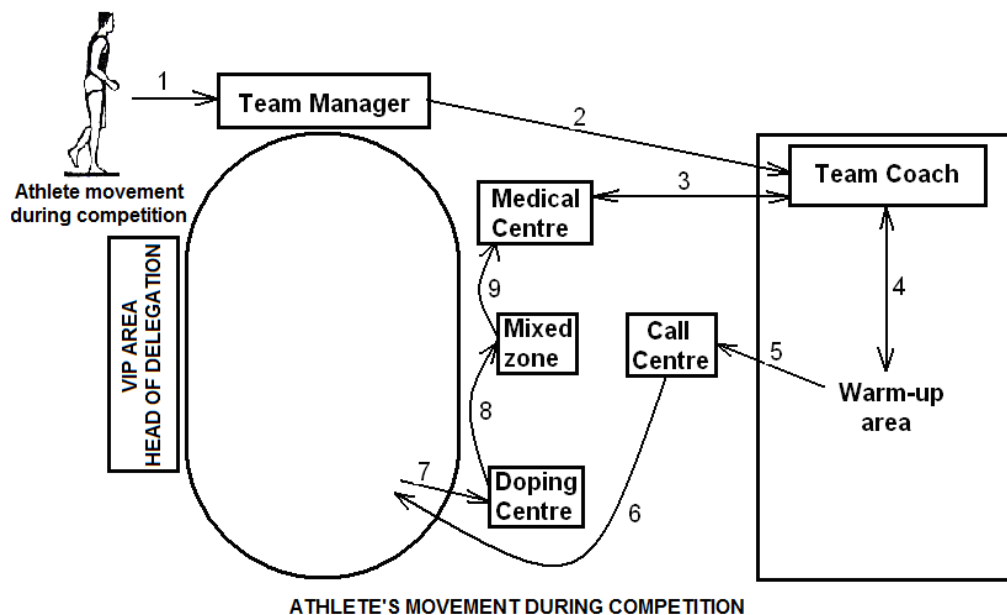 1
Team Manager
2
Athlete movement
during competition
Team Coach
3
Medical
Centre
4
9
VIP AREA
HEAD OF DELEGATION
Mixed
zone
Call
Centre
5
Warm-up
area
8
7
Doping
Centre
6
ATHLETE'S MOVEMENT DURING COMPETITION